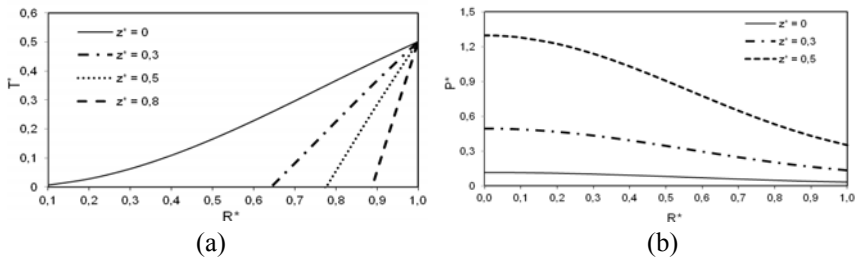 0,6
0,5
0,4
0,3
0,2
0,1
0
T*
z* = 0
z* = 0,3
z* = 0,5
z* = 0,8
0,1 0,2 0,3 0,4 0,5 0,6 0,7 0,8 0,9 1,0
R*
(a)
1,5
1,2
0,9
0,6
0,3
0
P*
z* = 0
z* = 0,3
z* = 0,5
0,0 0,1 0,2 0,3 0,4 0,5 0,6 0,7 0,8 0,9 1,0
R*
(b)